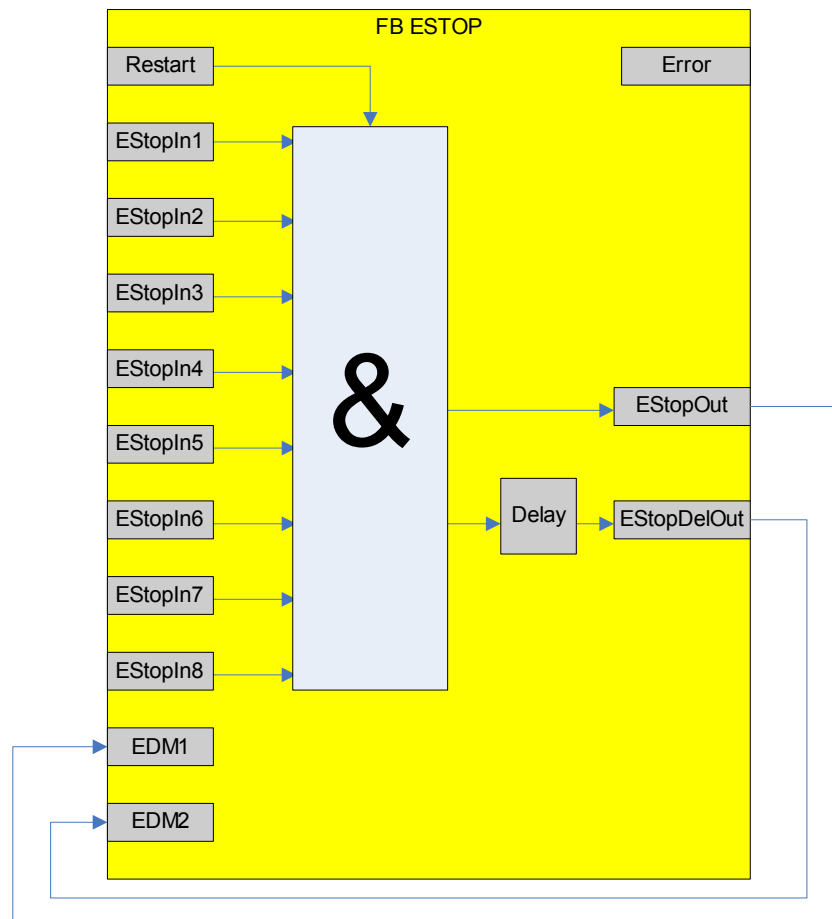 FB ESTOP
Restart
Error
EStopIn1
EStopIn2
EStopIn3
EStopIn4
EStopIn5
EStopIn6
EStopIn7
EStopIn8
&
EStopOut
Delay
EStopDelOut
EDM1
EDM2